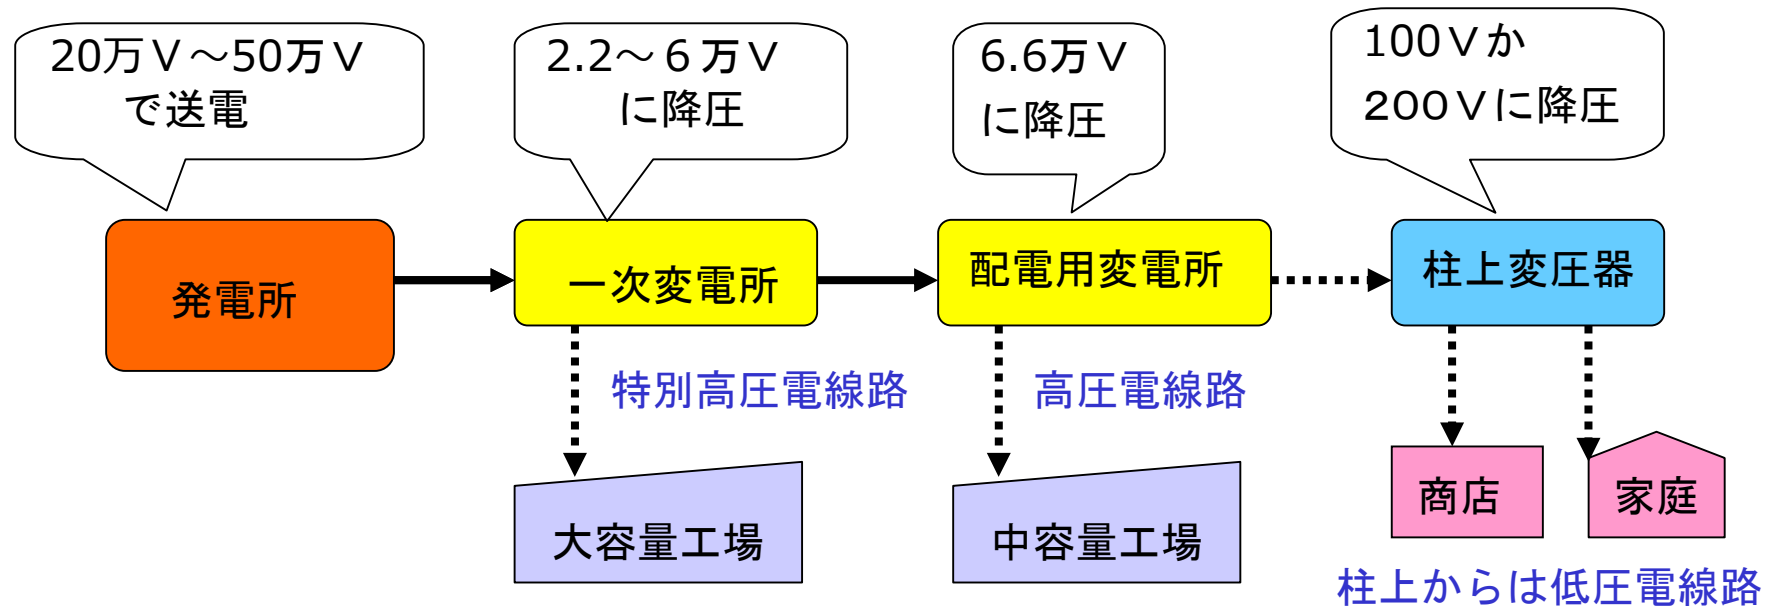 20万V～50万V
で送電
2.2～６万V
に降圧
6.6万V
に降圧
100Vか
２００Vに降圧
発電所
一次変電所
配電用変電所
柱上変圧器
特別高圧電線路
高圧電線路
大容量工場
中容量工場
商店
家庭
柱上からは低圧電線路